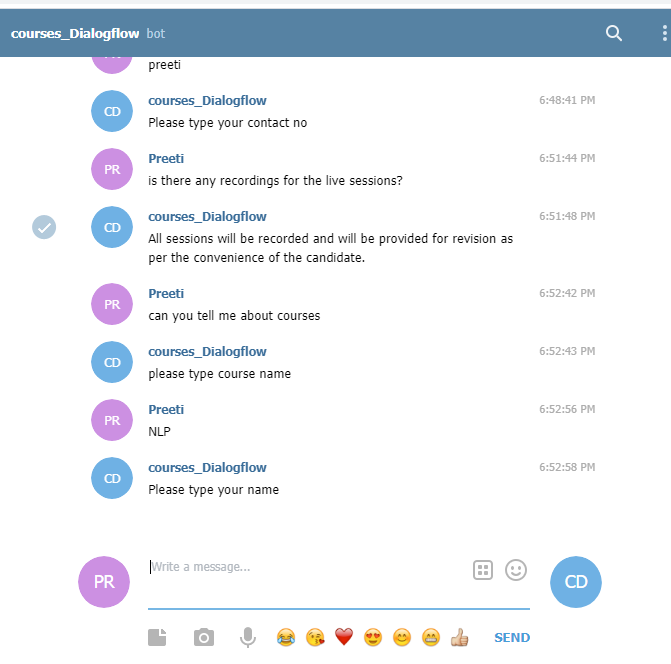 courses_Dialogflow bot
preeti
CD
courses_Dialogflow 6:48:41 PM
Please type your contact no
PR
Preeti 6:51:44 PM
is there any recordings for the live sessions?
CD
courses_Dialogflow 6:51:48 PM
All sessions will be recorded and will be provided for revision as
per the convenience of the candidate.
PR
Preeti 6:52:42 PM
can you tell me about courses
CD
courses_Dialogflow 6:52:43 PM
please type course name
PR
Preeti 6:52:56 PM
NLP
CD
courses_Dialogflow 6:52:58 PM
Please type your name
PR
Write a message...
CD
SEND